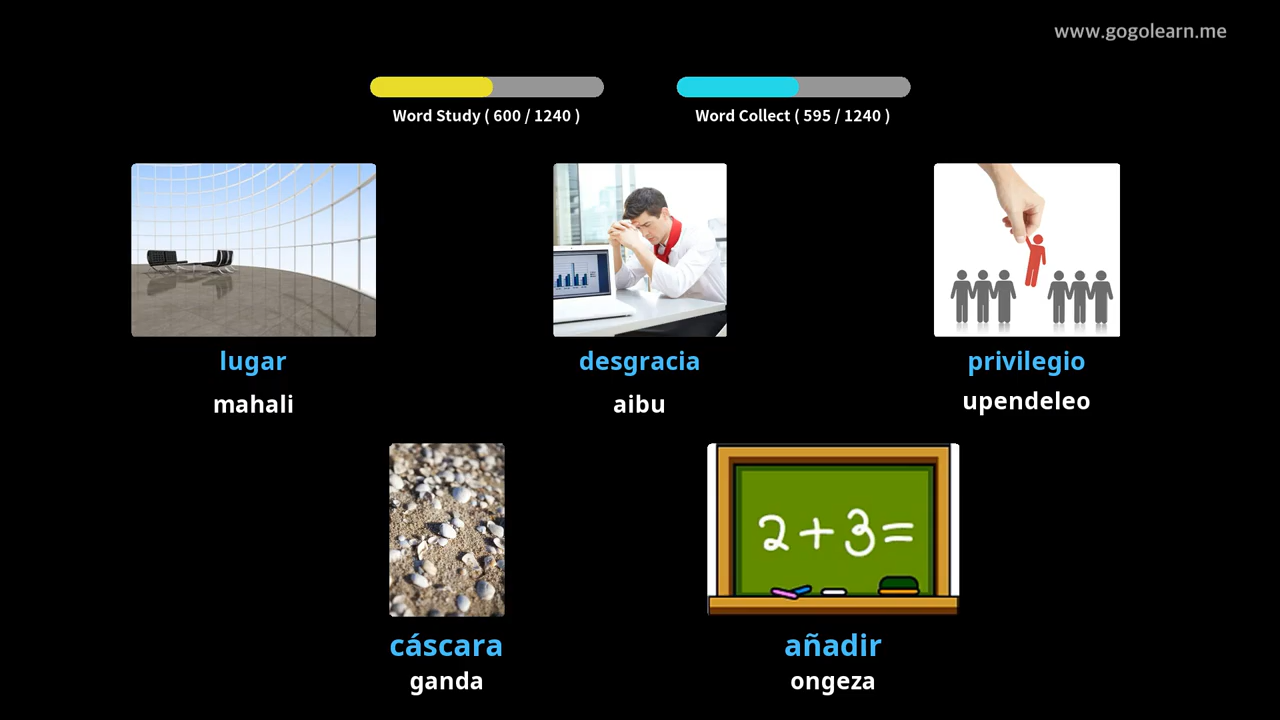 www.gogolearn.me
Word Study ( 600 / 1240 )
Word Collect ( 595 / 1240 )
lugar
desgracia
privilegio
mahali
aibu
upendeleo
2+3=
cáscara
añadir
ganda
ongeza